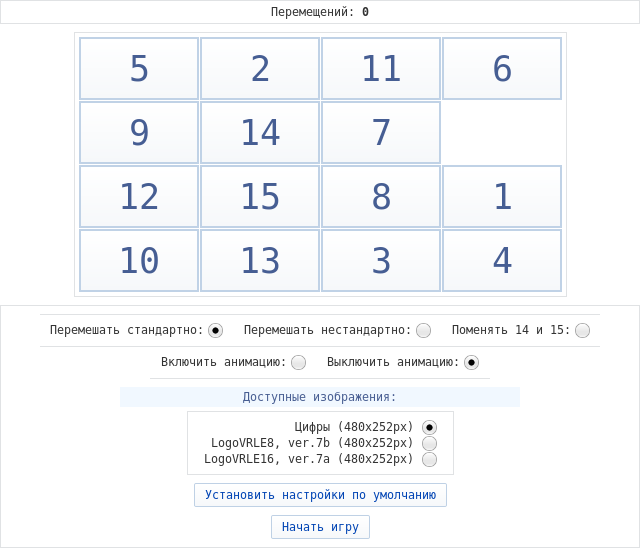 Перемещений: 0
5 2 11 6
9 14 7
12 15 8 1
10 13 3 4
Перемешать стандартно: Перемешать нестандартно: Поменять 14 и 15:
Включить анимацию: Выключить анимацию:
Доступные изображения:
Цифры (480x252px)
LogoVRLE8, ver.7b (480x252px)
LogoVRLE16, ver.7a (480x252px)
Установить настройки по умолчанию
Начать игру